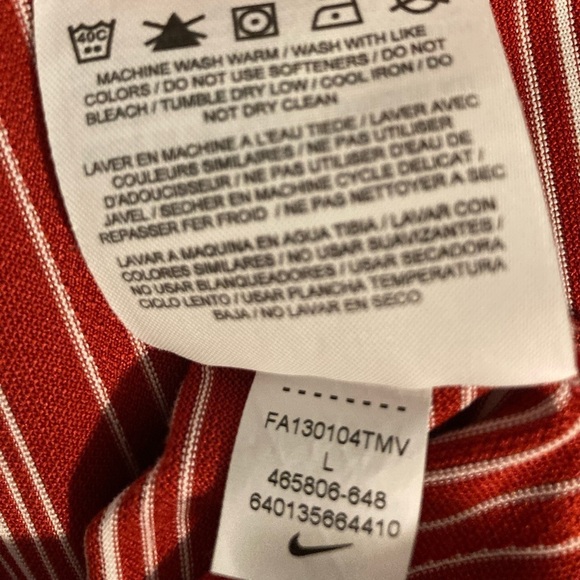 40C
MACHINE WASH WARM / WASH WITH LIKE
COLORS / DO NOT USE SOFTENERS / DO NOT
BLEACH / TUMBLE DRY LOW / COOL IRON / DO
NOT DRY CLEAN
LAVER EN MACHINE A L'EAU TIEDE / LAVER AVEC
COULEURS SIMILAIRES / NE PAS UTILISER
D'ADOUCISSEUR / NE PAS UTILISER D'EAU DE
JAVEL / SECHER EN MACHINE CYCLE DELICAT /
REPASSER FER FROID / NE PAS NETTOYER A SEC
LAVAR A MAQUINA EN AGUA TIBIA / LAVAR CON
COLORES SIMILARES / NO USAR SUAVIZANTES /
NO USAR BLANQUEADORES / USAR SECADORA
CICLO LENTO / USAR PLANCHA TEMPERATURA
BAJA / NO LAVAR EN SECO
FA130104TMV
L
465806-648
640135664410